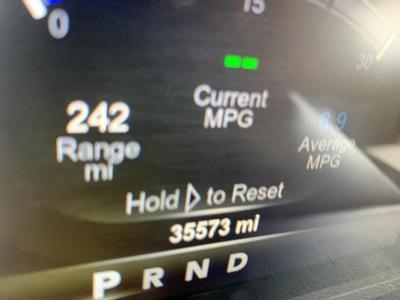 0 15 30
Current
MPG
242
Range
mi
8.9
Average
MPG
Hold to Reset
35573 mi
P R N D